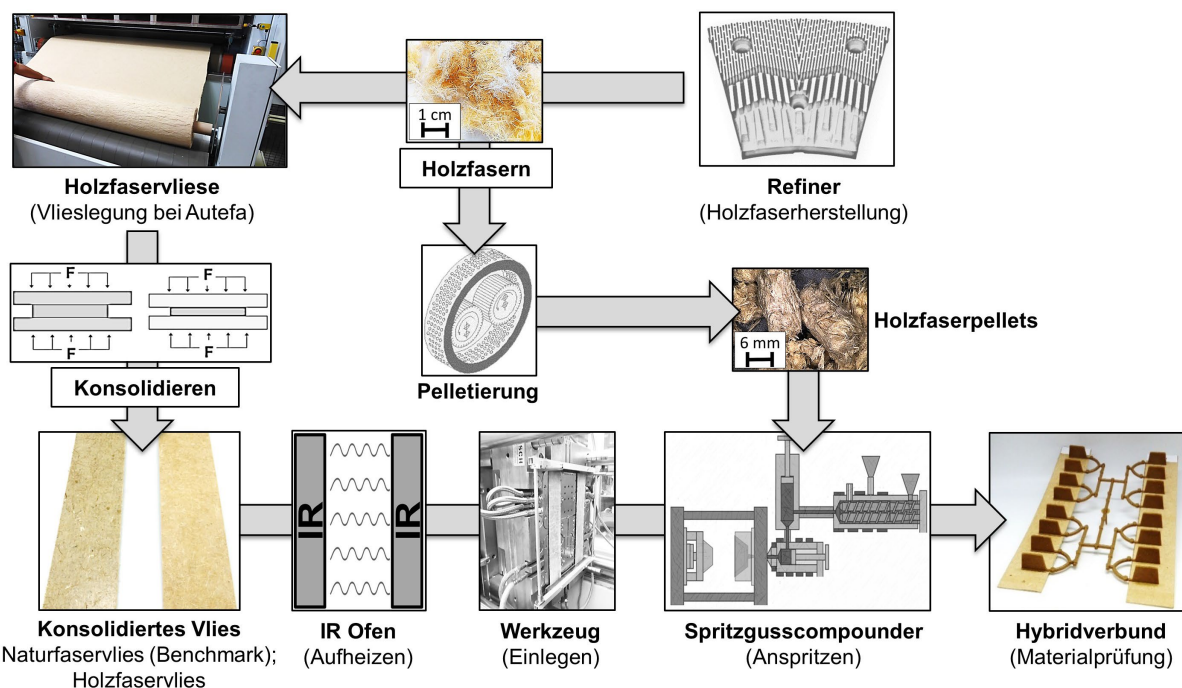 1 cm
Holzfasern
Holzfaservliese
(Vlieslegung bei Autefa)
Refiner
(Holzfaserherstellung)
F
F
F
F
Konsolidieren
Pelletierung
6 mm
Holzfaserpellets
IR
IR
Konsolidiertes Vlies
Naturfaservlies (Benchmark);
Holzfaservlies
IR Ofen
(Aufheizen)
Werkzeug
(Einlegen)
Spritzgusscompounder
(Anspritzen)
Hybridverbund
(Materialprüfung)